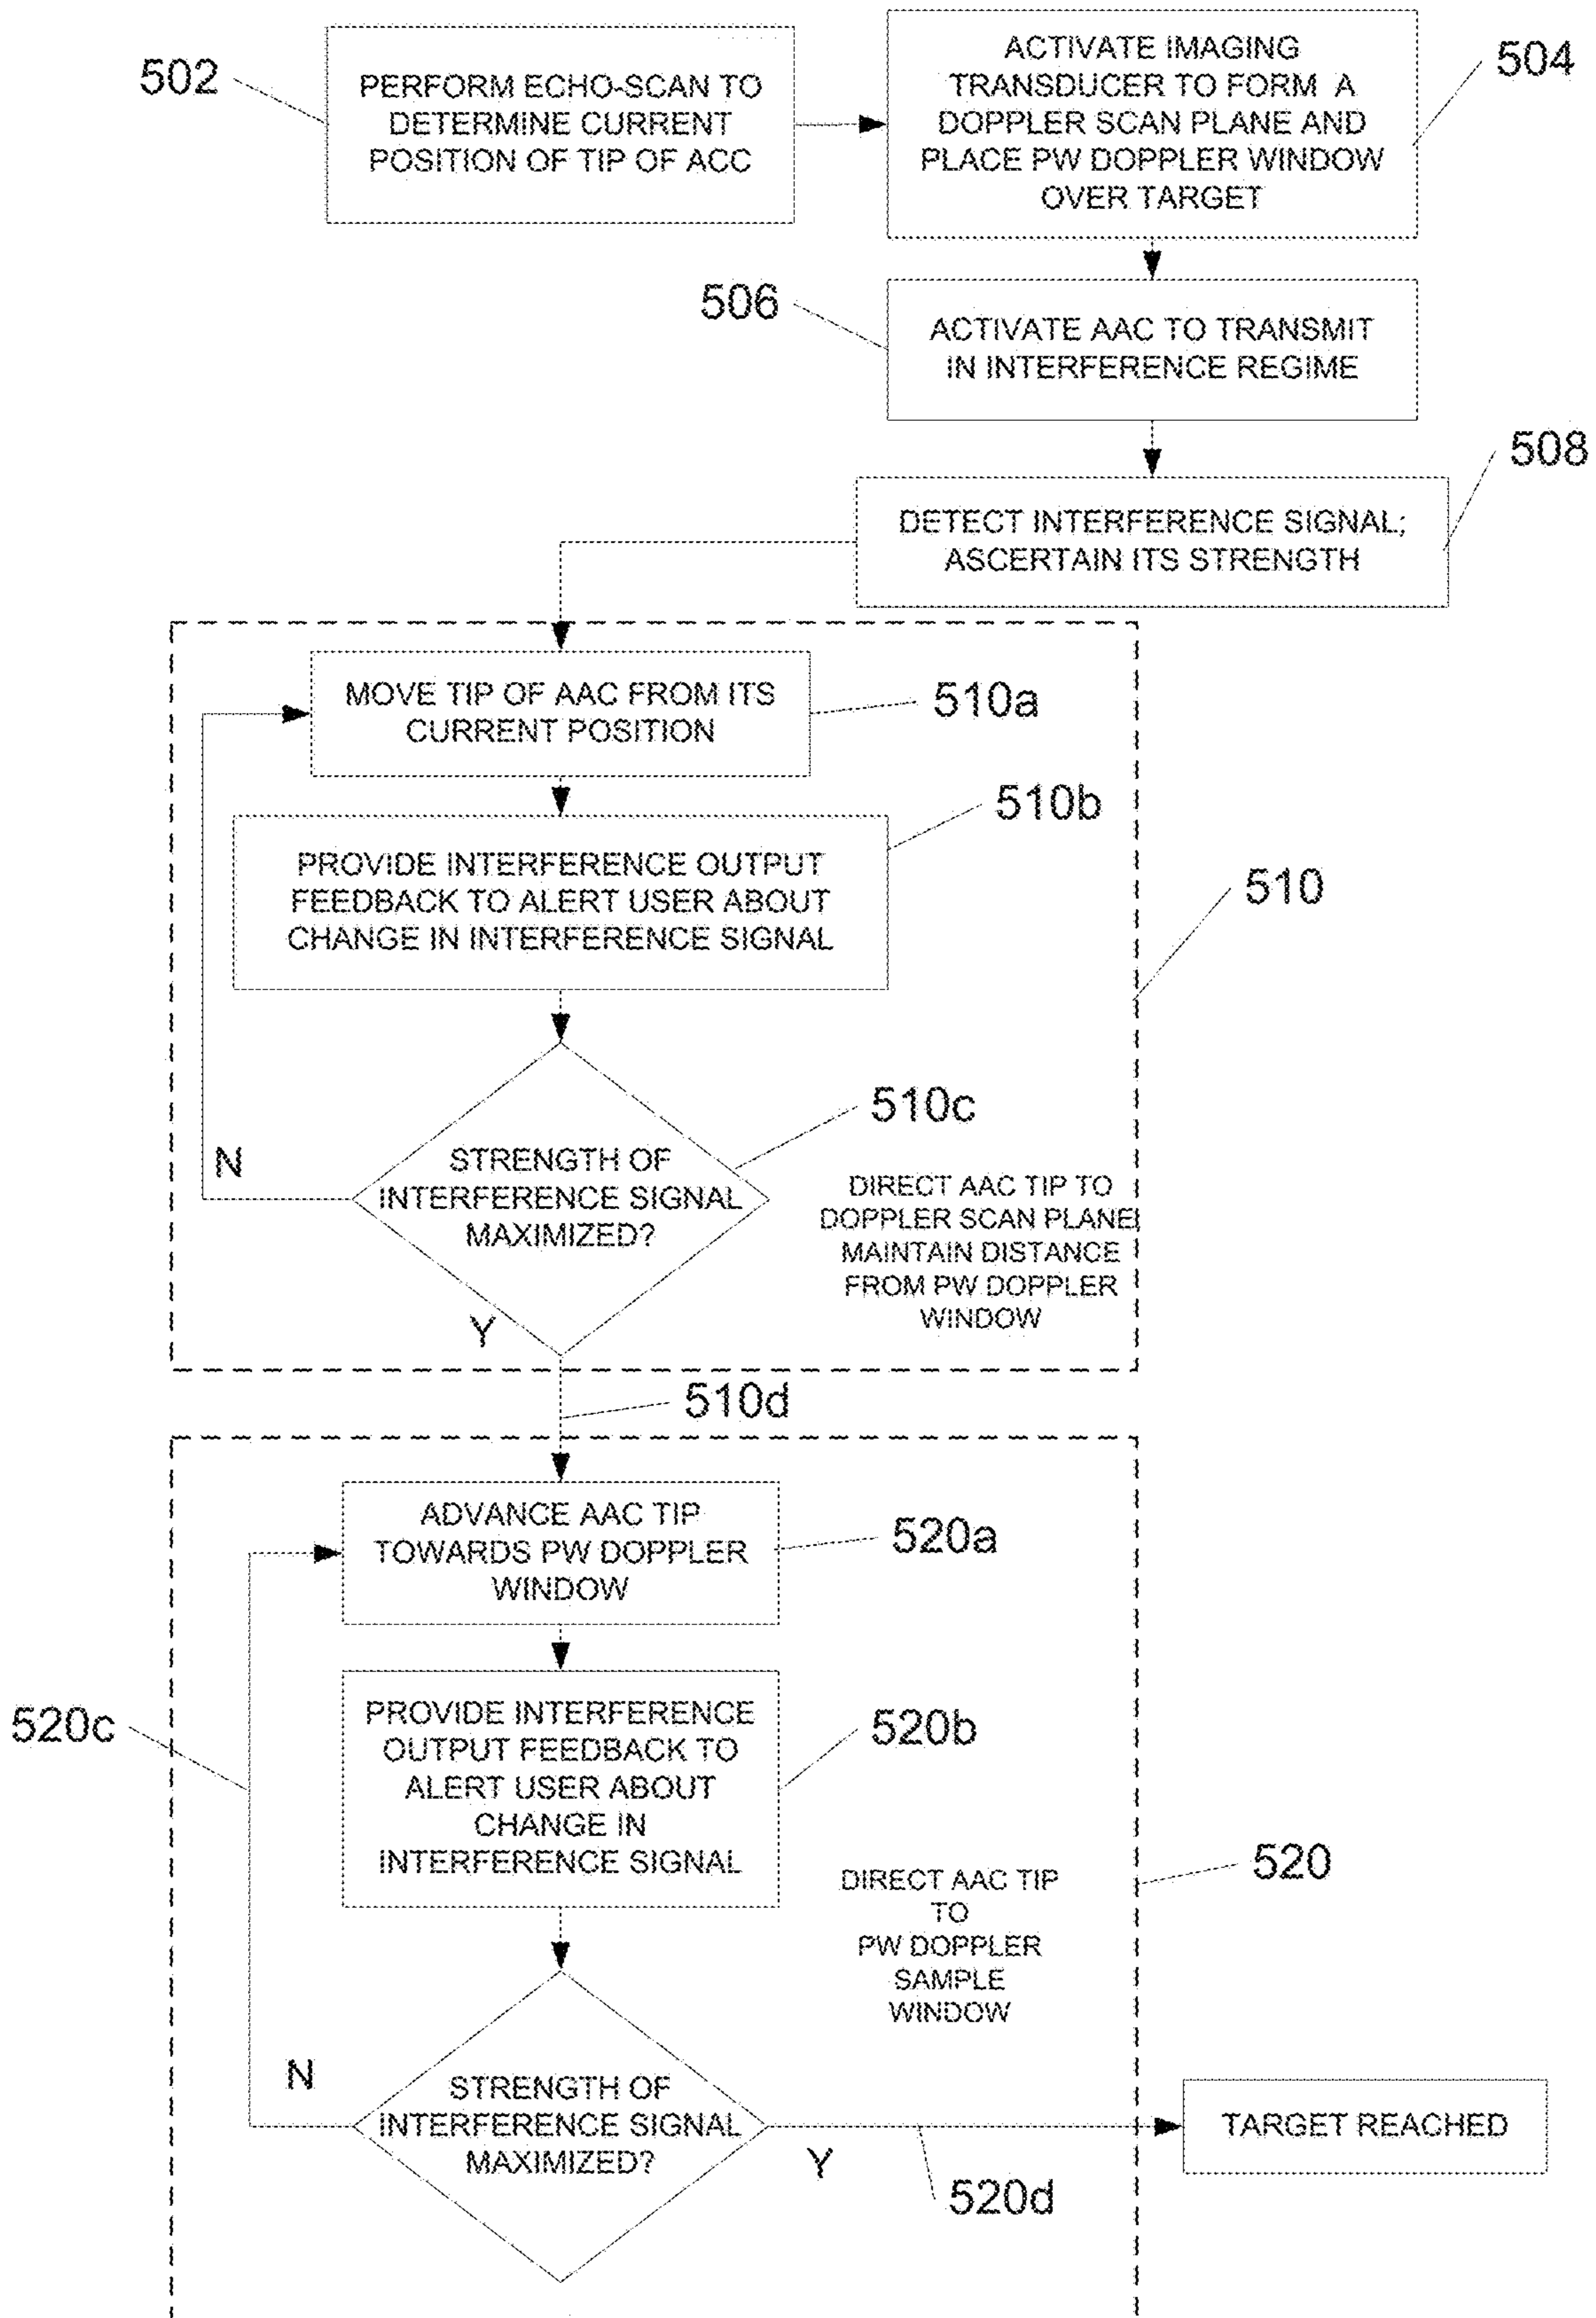 502
PERFORM ECHO-SCAN TO
DETERMINE CURRENT
POSITION OF TIP OF ACC
ACTIVATE IMAGING
TRANSDUCER TO FORM A
DOPPLER SCAN PLANE AND
PLACE PW DOPPLER WINDOW
OVER TARGET
504
506
ACTIVATE AAC TO TRANSMIT
IN INTERFERENCE REGIME
508
DETECT INTERFERENCE SIGNAL;
ASCERTAIN ITS STRENGTH
MOVE TIP OF AAC FROM ITS
CURRENT POSITION
510a
510b
PROVIDE INTERFERENCE OUTPUT
FEEDBACK TO ALERT USER ABOUT
CHANGE IN INTERFERENCE SIGNAL
510
510c
N
STRENGTH OF
INTERFERENCE SIGNAL
MAXIMIZED?
DIRECT AAC TIP TO
DOPPLER SCAN PLANE
MAINTAIN DISTANCE
FROM PW DOPPLER
WINDOW
Y
510d
ADVANCE AAC TIP
TOWARDS PW DOPPLER
WINDOW
520a
520c
PROVIDE INTERFERENCE
OUTPUT FEEDBACK TO
ALERT USER ABOUT
CHANGE IN
INTERFERENCE SIGNAL
520b
520
DIRECT AAC TIP
TO
PW DOPPLER
SAMPLE
WINDOW
N
STRENGTH OF
INTERFERENCE SIGNAL
MAXIMIZED?
Y
520d
TARGET REACHED